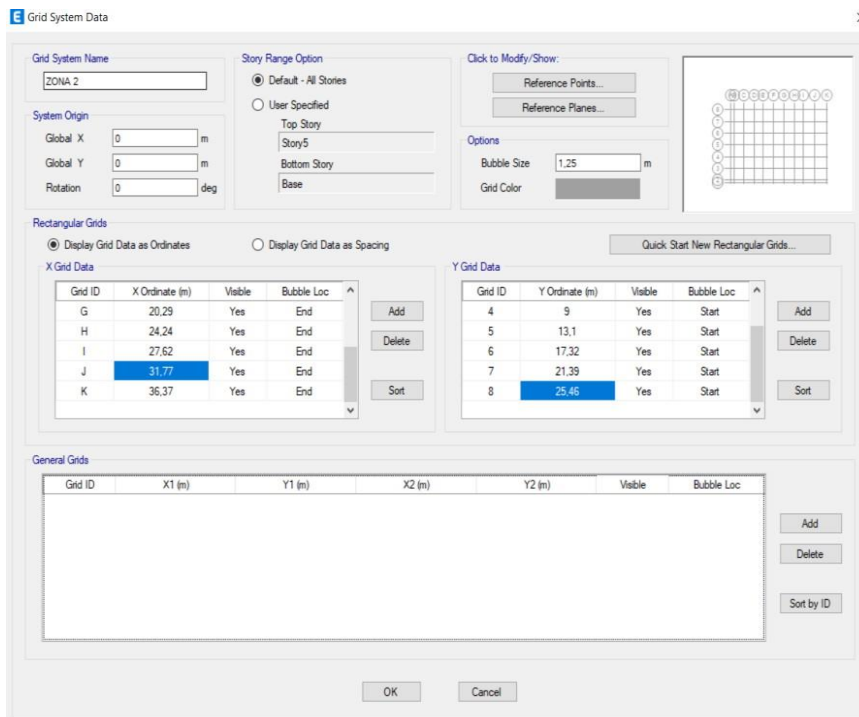 E Grid System Data
Grid System Name
ZONA 2
System Origin
Global X 0 m
Global Y 0 m
Rotation 0 deg
Story Range Option
Default - All Stories
User Specified
Top Story
Story5
Bottom Story
Base
Click to Modify/Show:
Reference Points...
Reference Planes...
Options
Bubble Size 1,25 m
Grid Color
Rectangular Grids
Display Grid Data as Ordinates Display Grid Data as Spacing Quick Start New Rectangular Grids...
X Grid Data
Grid ID X Ordinate (m) Visible Bubble Loc
G 20,29 Yes End
H 24,24 Yes End
I 27,62 Yes End
J 31,77 Yes End
K 36,37 Yes End
Add
Delete
Sort
Y Grid Data
Grid ID Y Ordinate (m) Visible Bubble Loc
4 9 Yes Start
5 13,1 Yes Start
6 17,32 Yes Start
7 21,39 Yes Start
8 25,46 Yes Start
Add
Delete
Sort
General Grids
Grid ID X1 (m) Y1 (m) X2 (m) Y2 (m) Visible Bubble Loc
Add
Delete
Sort by ID
OK Cancel